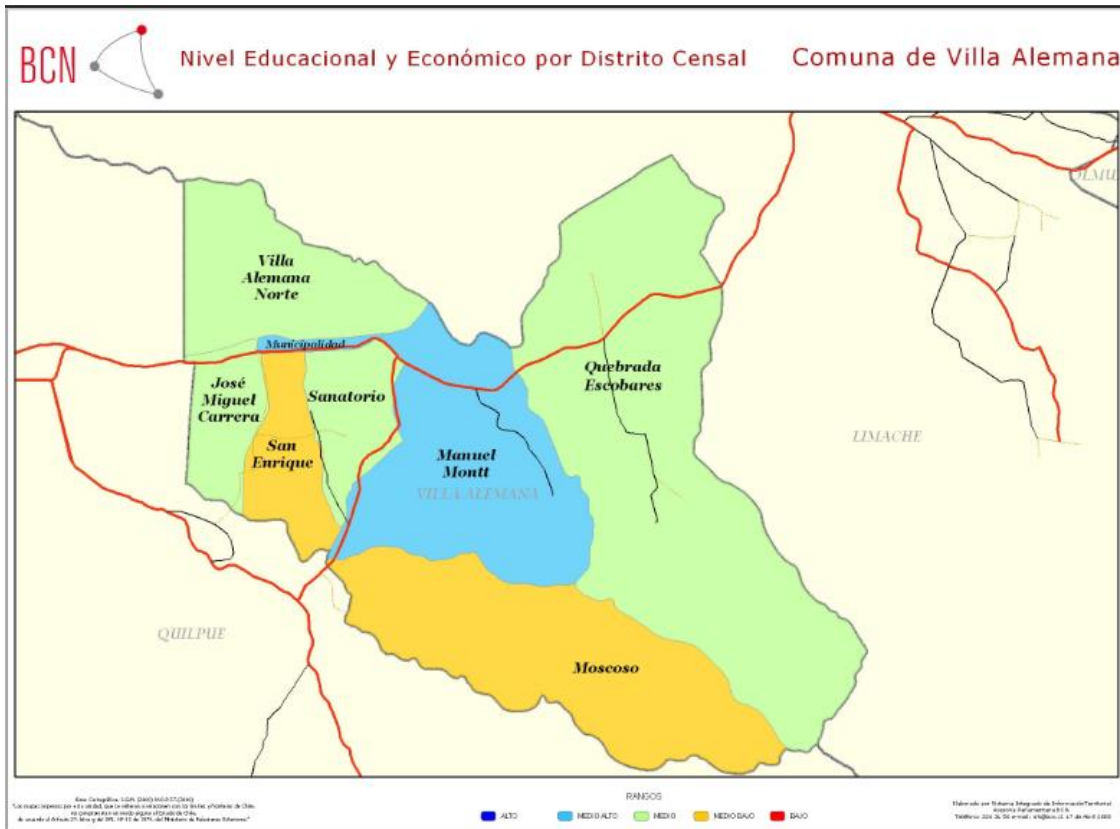 BCN
Nivel Educacional y Económico por Distrito Censal
Comuna de Villa Alemana
OLMU
Villa
Alemana
Norte
Municipalidad
Quebrada
Escobares
José
Miguel
Carrera
Sanatorio
LIMACHE
San
Enrique
Manuel
Montt
VILLA ALEMANA
QUILPUE
Moscoso
RANGOS
ALTO
MEDIO ALTO
MEDIO
MEDIO BAJO
BAJO